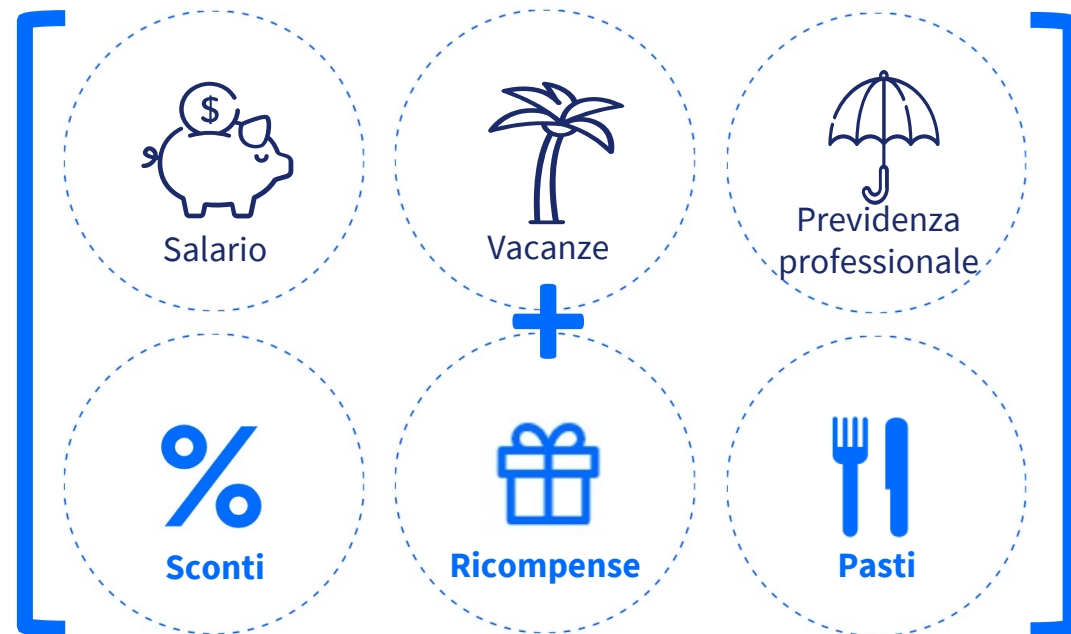 $
Salario
Vacanze
Previdenza
professionale
+
%
Sconti
Ricompense
Pasti